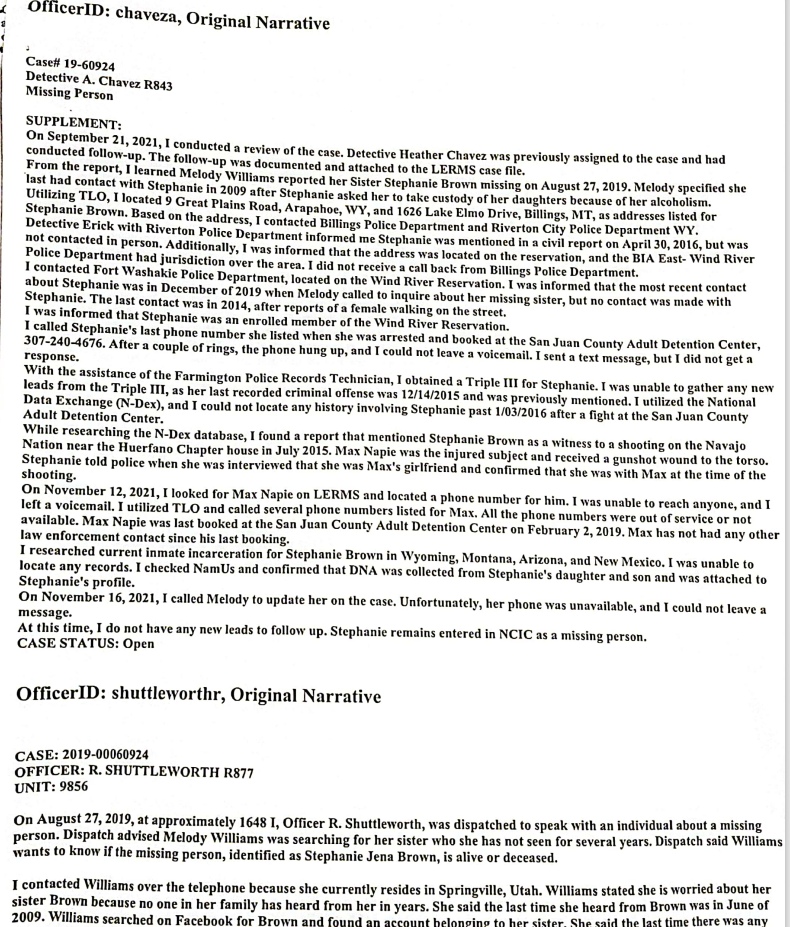 OfficerID: chaveza, Original Narrative
Case# 19-60924
Detective A. Chavez R843
Missing Person
SUPPLEMENT:
On September 21, 2021, I conducted a review of the case. Detective Heather Chavez was previously assigned to the case and had
conducted follow-up. The follow-up was documented and attached to the LERMS case file.
From the report, I learned Melody Williams reported her Sister Stephanie Brown missing on August 27, 2019. Melody specified she
last had contact with Stephanie in 2009 after Stephanie asked her to take custody of her daughters because of her alcoholism.
Utilizing TLO, I located 9 Great Plains Road, Arapahoe, WY, and 1626 Lake Elmo Drive, Billings, MT, as addresses listed for
Stephanie Brown. Based on the address, I contacted Billings Police Department and Riverton City Police Department WY.
Detective Erick with Riverton Police Department informed me Stephanie was mentioned in a civil report on April 30, 2016, but was
not contacted in person. Additionally, I was informed that the address was located on the reservation, and the BIA East- Wind River
Police Department had jurisdiction over the area. I did not receive a call back from Billings Police Department.
I contacted Fort Washakie Police Department, located on the Wind River Reservation. I was informed that the most recent contact
about Stephanie was in December of 2019 when Melody called to inquire about her missing sister, but no contact was made with
Stephanie. The last contact was in 2014, after reports of a female walking on the street.
I was informed that Stephanie was an enrolled member of the Wind River Reservation.
I called Stephanie's last phone number she listed when she was arrested and booked at the San Juan County Adult Detention Center,
307-240-4676. After a couple of rings, the phone hung up, and I could not leave a voicemail. I sent a text message, but I did not get a
response.
With the assistance of the Farmington Police Records Technician, I obtained a Triple III for Stephanie. I was unable to gather any new
leads from the Triple III, as her last recorded criminal offense was 12/14/2015 and was previously mentioned. I utilized the National
Data Exchange (N-Dex), and I could not locate any history involving Stephanie past 1/03/2016 after a fight at the San Juan County
Adult Detention Center.
While researching the N-Dex database, I found a report that mentioned Stephanie Brown as a witness to a shooting on the Navajo
Nation near the Huerfano Chapter house in July 2015. Max Napie was the injured subject and received a gunshot wound to the torso.
Stephanie told police when she was interviewed that she was Max's girlfriend and confirmed that she was with Max at the time of the
shooting.
On November 12, 2021, I looked for Max Napie on LERMS and located a phone number for him. I was unable to reach anyone, and I
left a voicemail. I utilized TLO and called several phone numbers listed for Max. All the phone numbers were out of service or not
available. Max Napie was last booked at the San Juan County Adult Detention Center on February 2, 2019. Max has not had any other
law enforcement contact since his last booking.
I researched current inmate incarceration for Stephanie Brown in Wyoming, Montana, Arizona, and New Mexico. I was unable to
locate any records. I checked NamUs and confirmed that DNA was collected from Stephanie's daughter and son and was attached to
Stephanie's profile.
On November 16, 2021, I called Melody to update her on the case. Unfortunately, her phone was unavailable, and I could not leave a
message.
At this time, I do not have any new leads to follow up. Stephanie remains entered in NCIC as a missing person.
CASE STATUS: Open
OfficerID: shuttleworthr, Original Narrative
CASE: 2019-00060924
OFFICER: R. SHUTTLEWORTH R877
UNIT: 9856
On August 27, 2019, at approximately 1648 I, Officer R. Shuttleworth, was dispatched to speak with an individual about a missing
person. Dispatch advised Melody Williams was searching for her sister who she has not seen for several years. Dispatch said Williams
wants to know if the missing person, identified as Stephanie Jena Brown, is alive or deceased.
I contacted Williams over the telephone because she currently resides in Springville, Utah. Williams stated she is worried about her
sister Brown because no one in her family has heard from her in years. She said the last time she heard from Brown was in June of
2009. Williams searched on Facebook for Brown and found an account belonging to her sister. She said the last time there was any